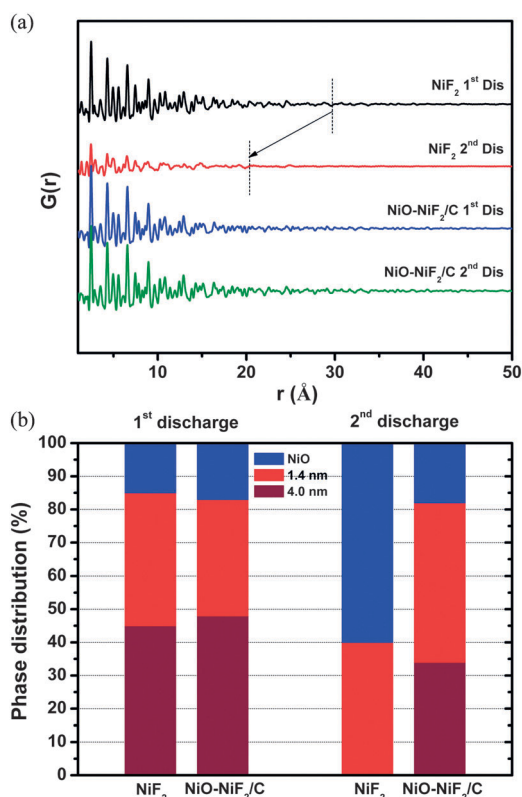 (a)
NiF₂ 1ˢᵗ Dis
NiF₂ 2ⁿᵈ Dis
NiO-NiF₂/C 1ˢᵗ Dis
NiO-NiF₂/C 2ⁿᵈ Dis
G(r)
10 20 30 40 50
r (Å)
(b)
1ˢᵗ discharge 2ⁿᵈ discharge
100
90
80
70
60
50
40
30
20
10
0
Phase distribution (%)
NiO
1.4 nm
4.0 nm
NiF₂ NiO-NiF₂/C NiF₂ NiO-NiF₂/C